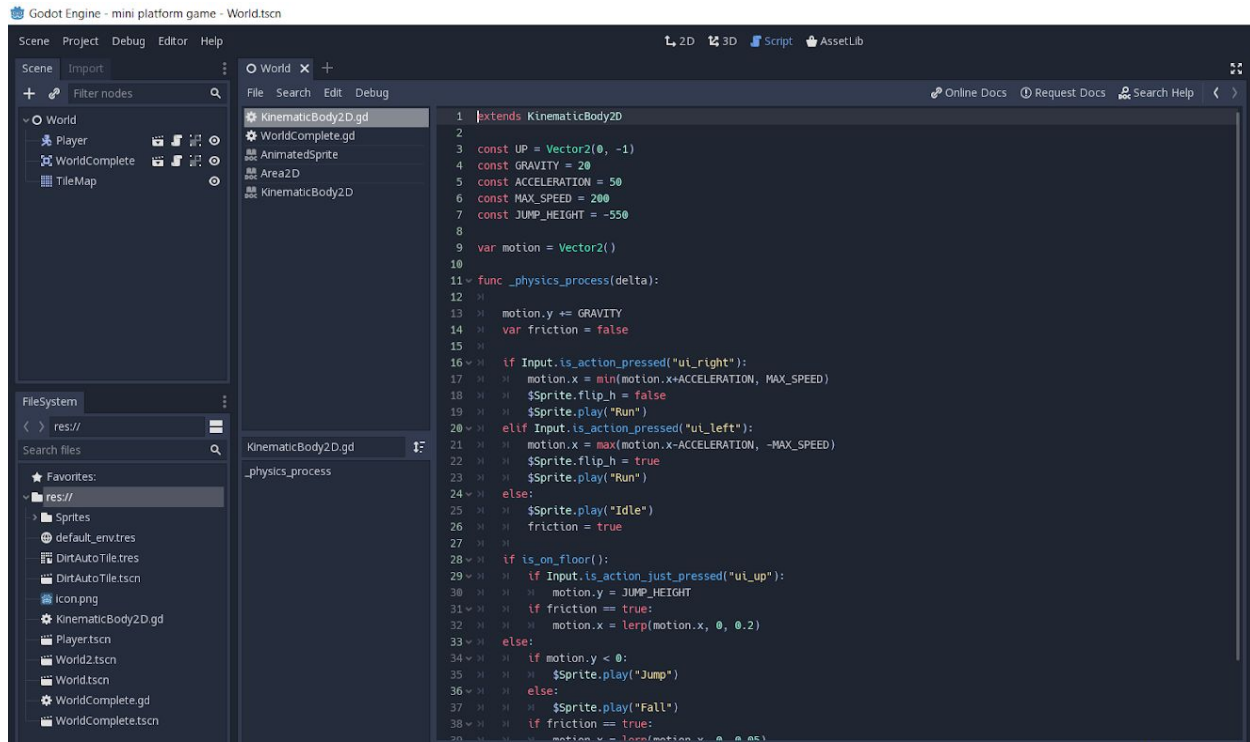 Godot Engine - mini platform game - World.tscn
Scene Project Debug Editor Help
2D 3D Script AssetLib
Scene Import
Filter nodes
World
Player
WorldComplete
TileMap
FileSystem
res://
Search files
Favorites:
res://
Sprites
default_env.tres
DirtAutoTile.tres
DirtAutoTile.tscn
icon.png
KinematicBody2D.gd
Player.tscn
World2.tscn
World.tscn
WorldComplete.gd
WorldComplete.tscn
World
File Search Edit Debug
Online Docs Request Docs Search Help
KinematicBody2D.gd
WorldComplete.gd
DOC AnimatedSprite
DOC Area2D
DOC KinematicBody2D
KinematicBody2D.gd
_physics_process
1 extends KinematicBody2D
2
3 const UP = Vector2(0, -1)
4 const GRAVITY = 20
5 const ACCELERATION = 50
6 const MAX_SPEED = 200
7 const JUMP_HEIGHT = -550
8
9 var motion = Vector2()
10
11 func _physics_process(delta):
12
13 motion.y += GRAVITY
14 var friction = false
15
16 if Input.is_action_pressed("ui_right"):
17 motion.x = min(motion.x+ACCELERATION, MAX_SPEED)
18 $Sprite.flip_h = false
19 $Sprite.play("Run")
20 elif Input.is_action_pressed("ui_left"):
21 motion.x = max(motion.x-ACCELERATION, -MAX_SPEED)
22 $Sprite.flip_h = true
23 $Sprite.play("Run")
24 else:
25 $Sprite.play("Idle")
26 friction = true
27
28 if is_on_floor():
29 if Input.is_action_just_pressed("ui_up"):
30 motion.y = JUMP_HEIGHT
31 if friction == true:
32 motion.x = lerp(motion.x, 0, 0.2)
33 else:
34 if motion.y < 0:
35 $Sprite.play("Jump")
36 else:
37 $Sprite.play("Fall")
38 if friction == true:
39 motion.x = lerp(motion.x, 0, 0.05)